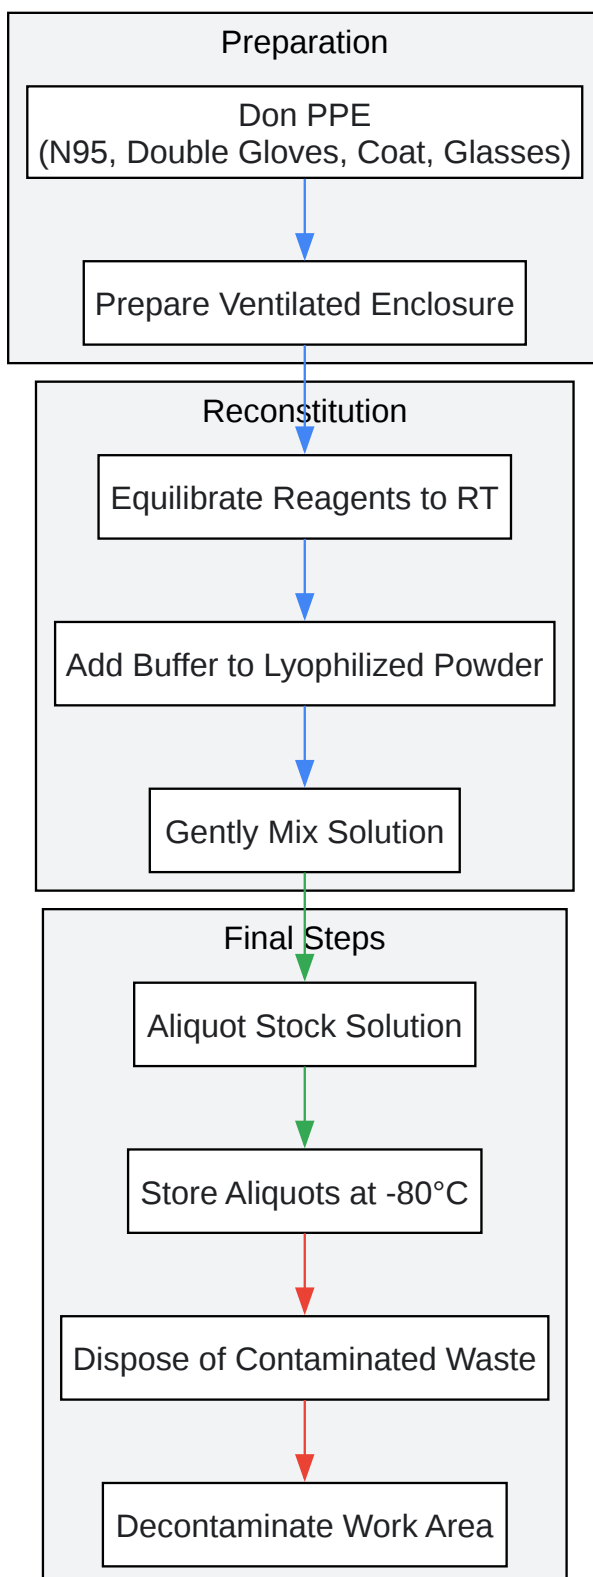 Preparation
Don PPE
(N95, Double Gloves, Coat, Glasses)
Prepare Ventilated Enclosure
Reconstitution
Equilibrate Reagents to RT
Add Buffer to Lyophilized Powder
Gently Mix Solution
Final Steps
Aliquot Stock Solution
Store Aliquots at -80°C
Dispose of Contaminated Waste
Decontaminate Work Area